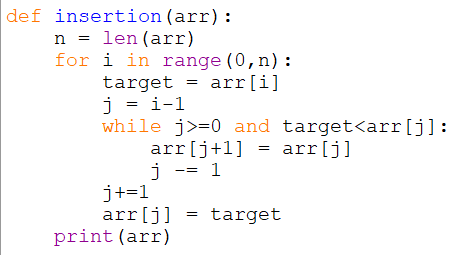 def insertion(arr):
    n = len(arr)
    for i in range(0,n):
        target = arr[i]
        j = i-1
        while j>=0 and target<arr[j]:
            arr[j+1] = arr[j]
            j -= 1
        j+=1
        arr[j] = target
    print(arr)